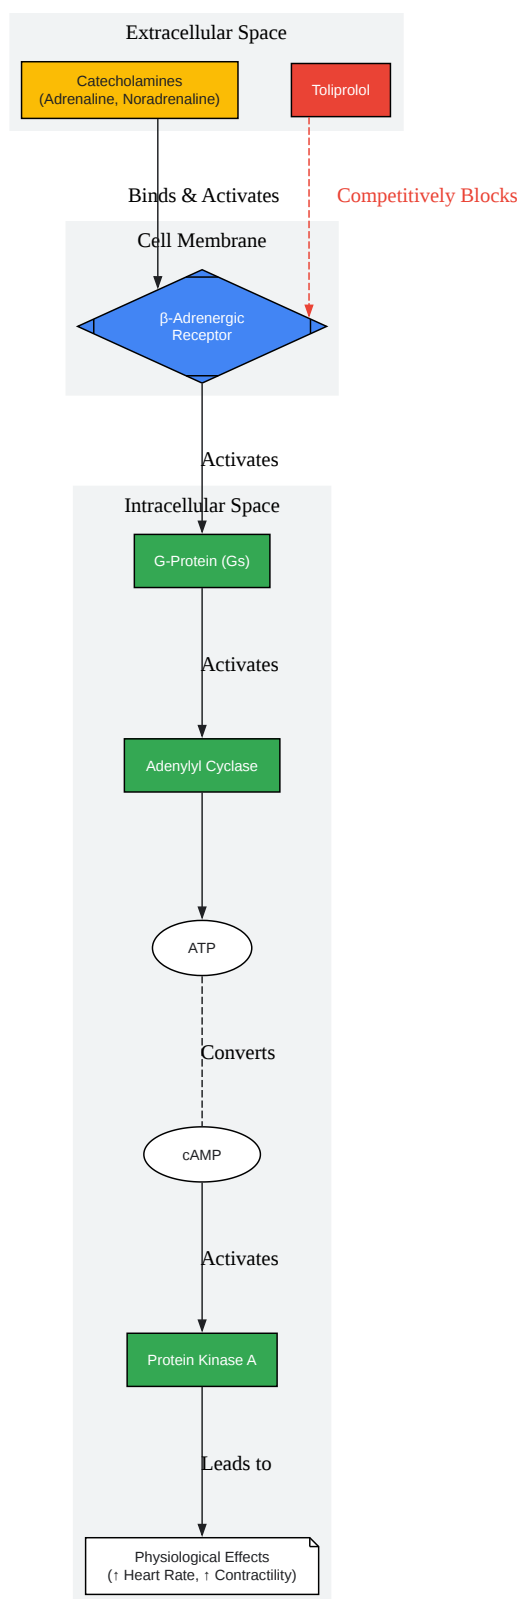 Extracellular Space
Catecholamines
(Adrenaline, Noradrenaline)
Toliprolol
Binds & Activates
Competitively Blocks
Cell Membrane
β-Adrenergic
Receptor
Activates
Intracellular Space
G-Protein (Gs)
Activates
Adenylyl Cyclase
ATP
Converts
cAMP
Activates
Protein Kinase A
Leads to
Physiological Effects
(↑ Heart Rate, ↑ Contractility)